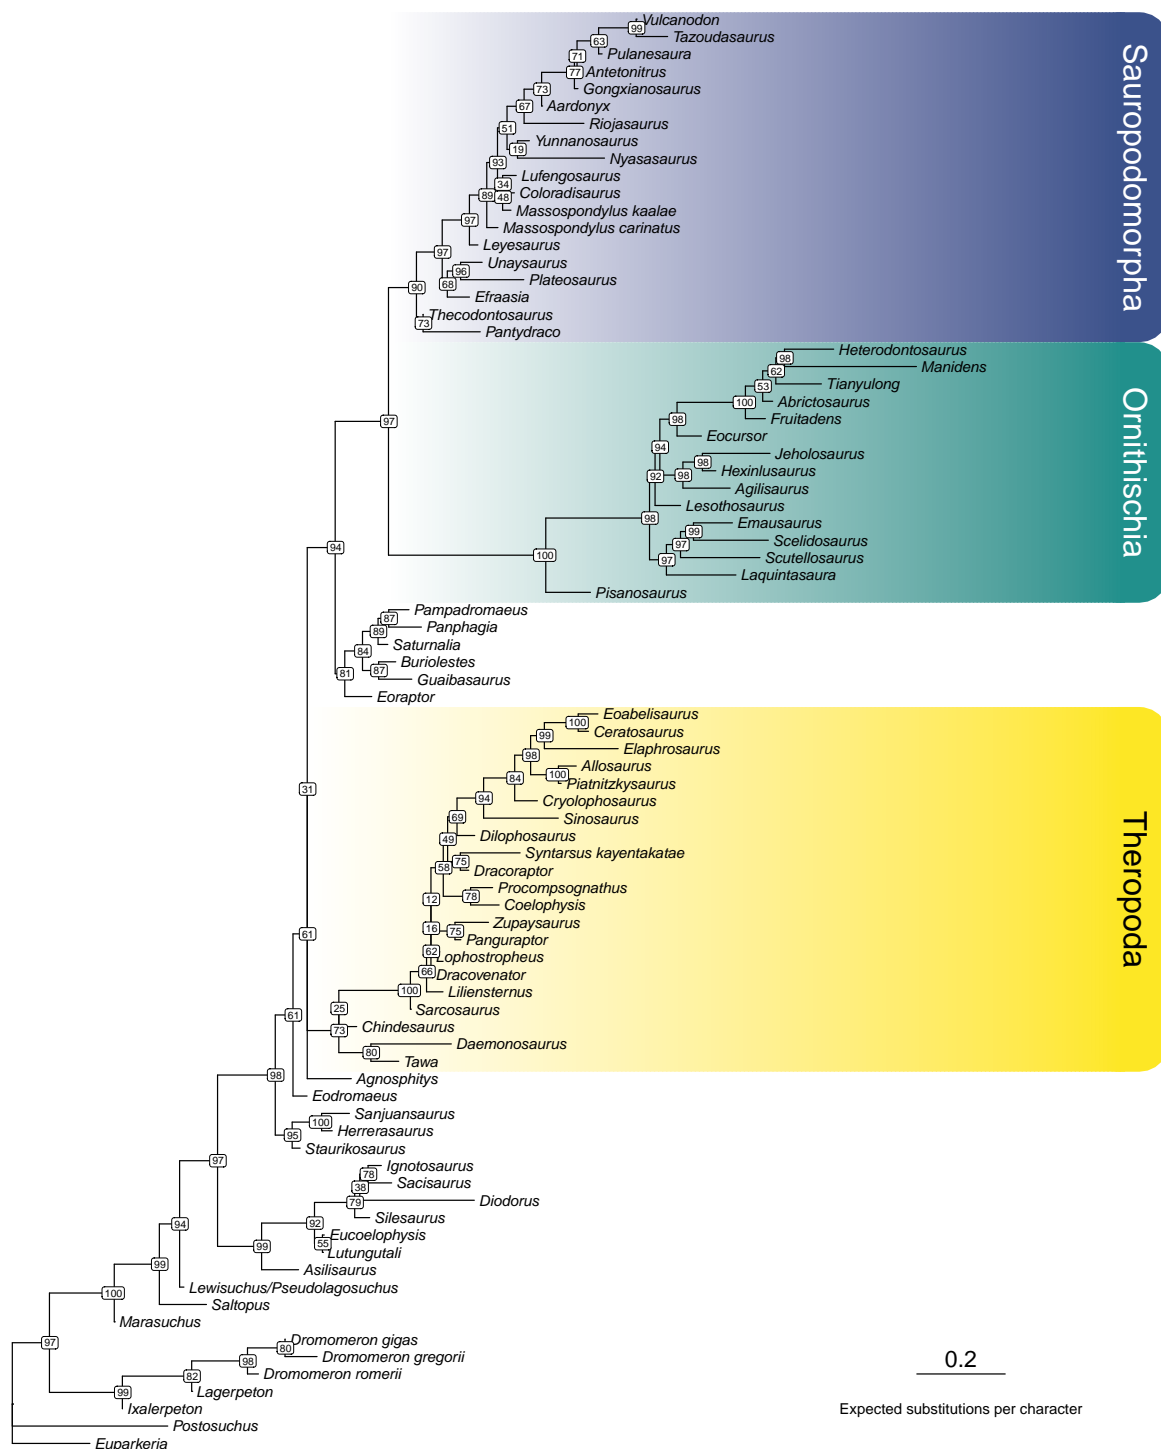 Vulcanodon
99
Tazoudasaurus
63
Pulanesaura
71
Antetonitrus
77
Gongxianosaurus
73
Aardonyx
67
Riojasaurus
51
Yunnanosaurus
19
Nyasasaurus
93
Lufengosaurus
34
Coloradisaurus
89
48
Massospondylus kaalae
97
Massospondylus carinatus
Leyesaurus
97
Unaysaurus
96
Plateosaurus
68
90
Efraasia
Thecodontosaurus
73
Pantydraco
Sauropodomorpha
Heterodontosaurus
98
Manidens
62
Tianyulong
53
Abrictosaurus
100
Fruitadens
98
Eocursor
94
Jeholosaurus
98
Hexinlusaurus
92
98
Agilisaurus
Lesothosaurus
98
Emausaurus
99
Scelidosaurus
97
Scutellosaurus
97
Laquintasaura
100
Pisanosaurus
Ornithischia
97
94
Pampadromaeus
87
Panphagia
89
Saturnalia
84
Buriolestes
87
81
Guaibasaurus
Eoraptor
31
Eoabelisaurus
100
Ceratosaurus
99
Elaphrosaurus
98
Allosaurus
100
84
Piatnitzkysaurus
94
Cryolophosaurus
69
Sinosaurus
49
Dilophosaurus
Syntarsus kayentakatae
75
58
Dracoraptor
Procompsognathus
78
12
Coelophysis
Zupaysaurus
16
75
Panguraptor
62
Lophostropheus
66
Dracovenator
100
Liliensternus
25
Sarcosaurus
73
Chindesaurus
Daemonosaurus
80
Tawa
Theropoda
61
Agnosphitys
61
Eodromaeus
98
Sanjuansaurus
100
Herrerasaurus
95
Staurikosaurus
97
Ignotosaurus
78
Sacisaurus
38
79
Diodorus
92
Silesaurus
Eucoelophysis
55
Lutungutali
99
Asilisaurus
94
Lewisuchus/Pseudolagosuchus
99
Saltopus
100
Marasuchus
97
Dromomeron gigas
80
Dromomeron gregorii
98
Dromomeron romerii
82
Lagerpeton
99
Ixalerpeton
Postosuchus
Euparkeria
0.2
Expected substitutions per character